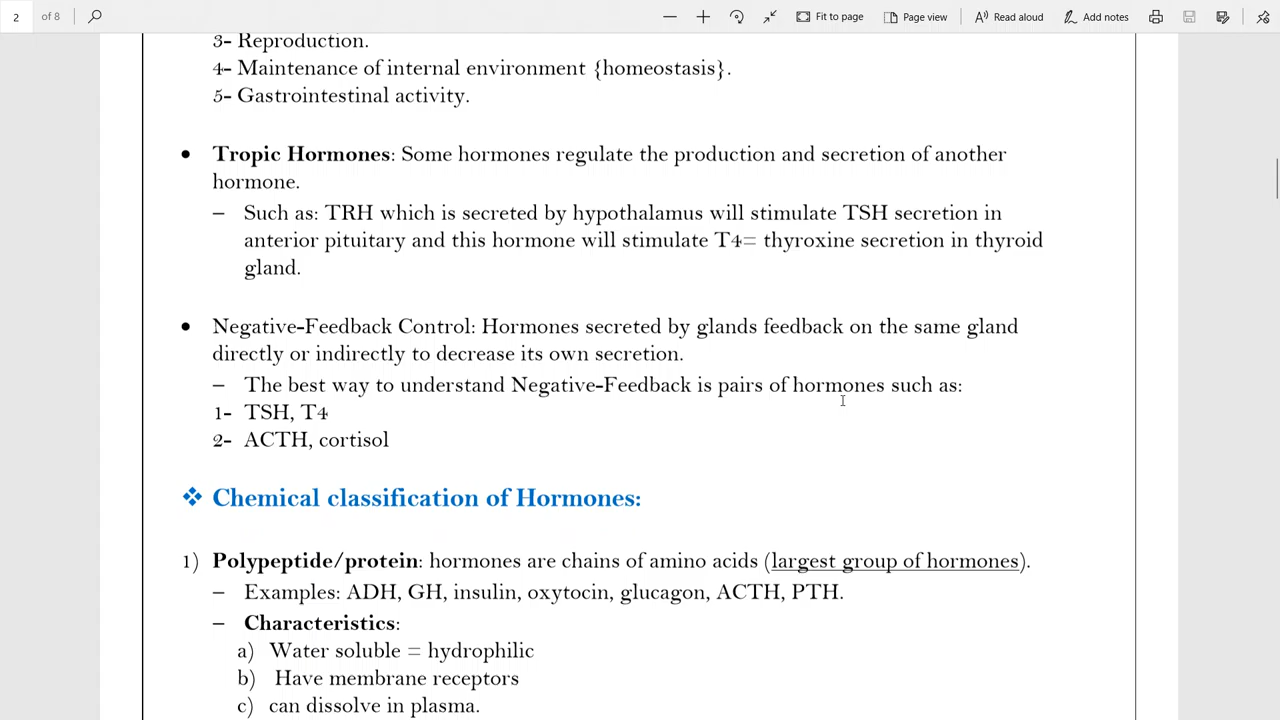 2 of 8
Fit to page
Page view
Read aloud
Add notes
3- Reproduction.
4- Maintenance of internal environment {homeostasis}.
5- Gastrointestinal activity.
• Tropic Hormones: Some hormones regulate the production and secretion of another
hormone.
– Such as: TRH which is secreted by hypothalamus will stimulate TSH secretion in
anterior pituitary and this hormone will stimulate T4= thyroxine secretion in thyroid
gland.
• Negative-Feedback Control: Hormones secreted by glands feedback on the same gland
directly or indirectly to decrease its own secretion.
– The best way to understand Negative-Feedback is pairs of hormones such as:
1- TSH, T4
2- ACTH, cortisol
❖ Chemical classification of Hormones:
1) Polypeptide/protein: hormones are chains of amino acids (largest group of hormones).
– Examples: ADH, GH, insulin, oxytocin, glucagon, ACTH, PTH.
– Characteristics:
a) Water soluble = hydrophilic
b) Have membrane receptors
c) can dissolve in plasma.